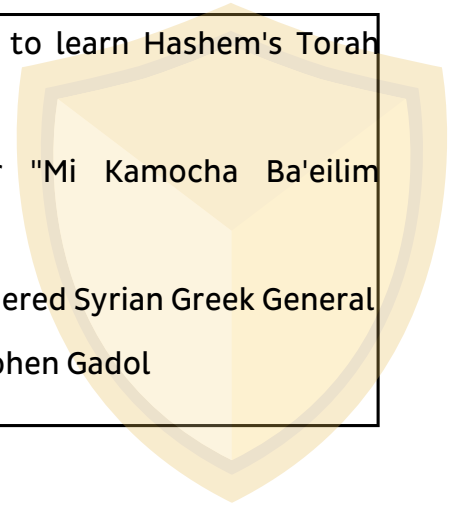 to learn Hashem's Torah
"Mi Kamocha Ba'eilim
ered Syrian Greek General
ohen Gadol